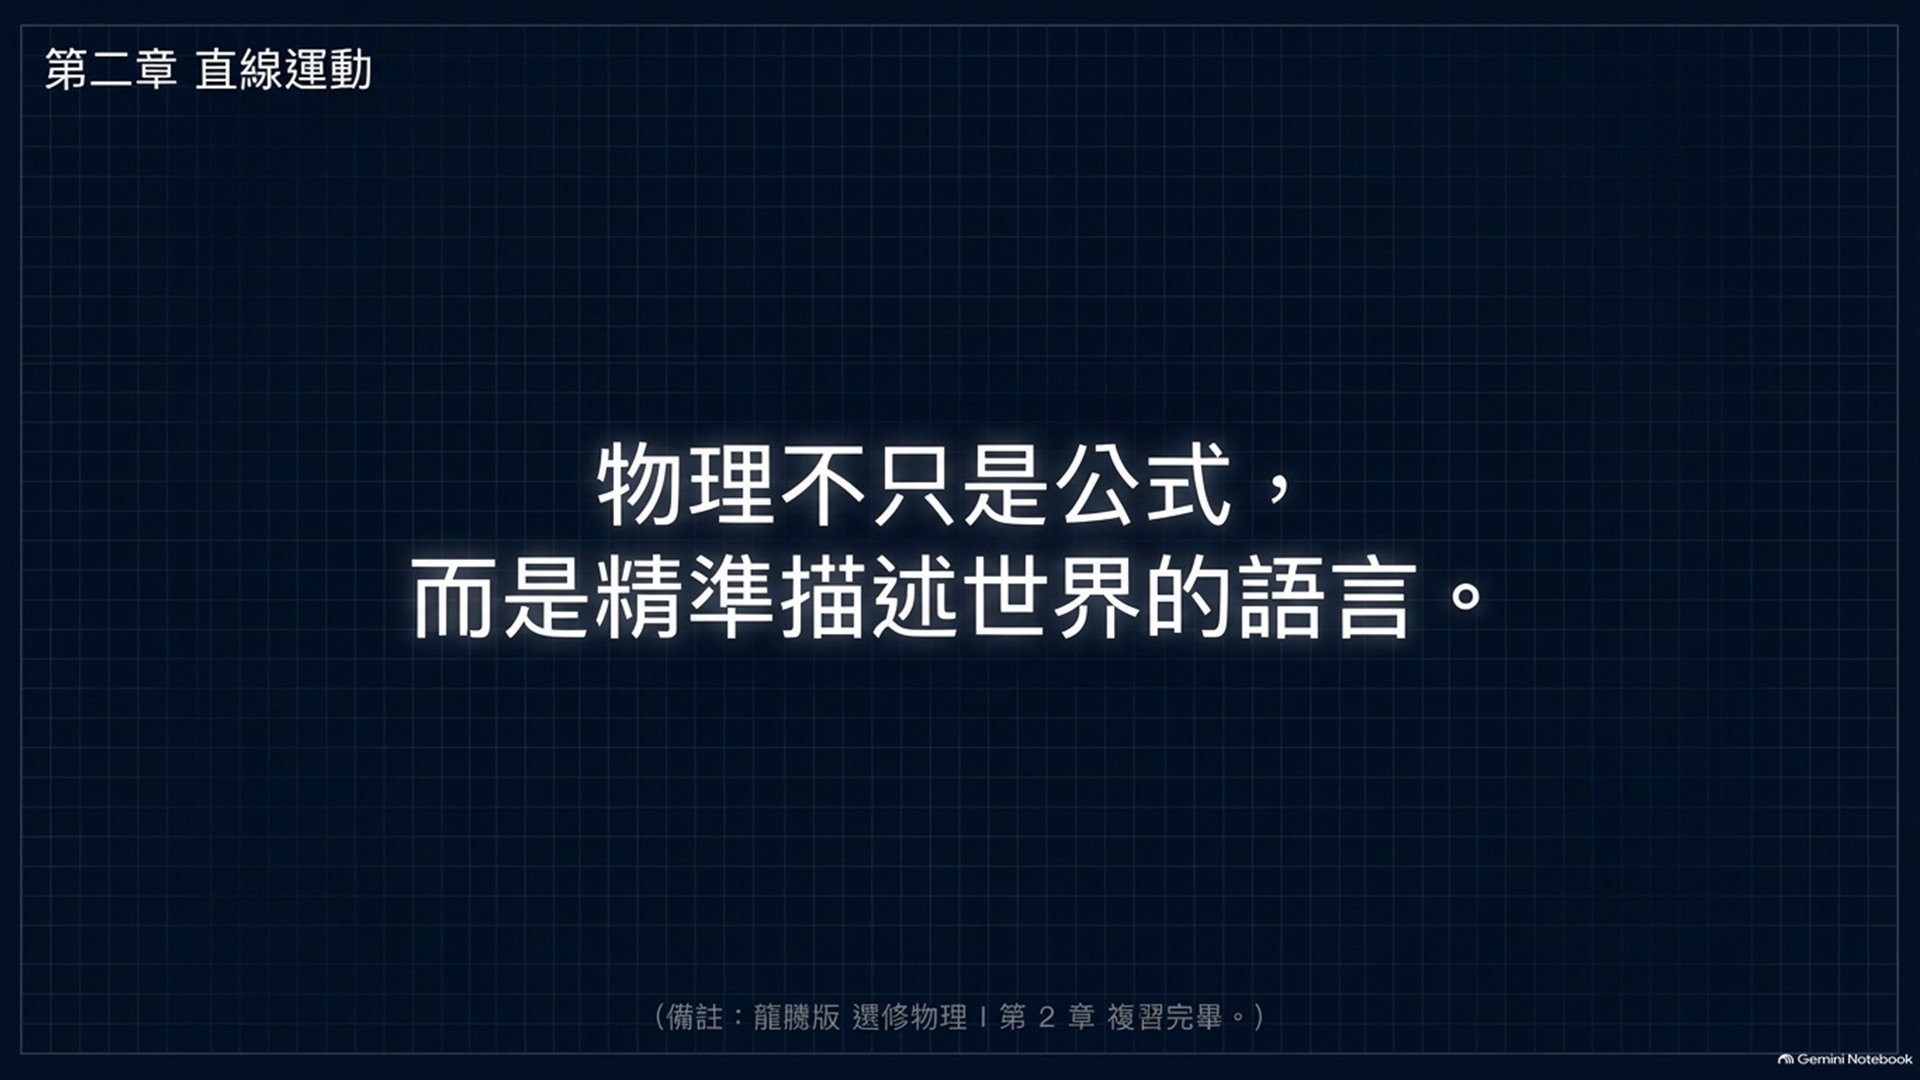 第二章 直線運動
物理不只是公式，
而是精準描述世界的語言。
（備註：龍騰版 選修物理 I 第 2 章 複習完畢。）
Gemini Notebook